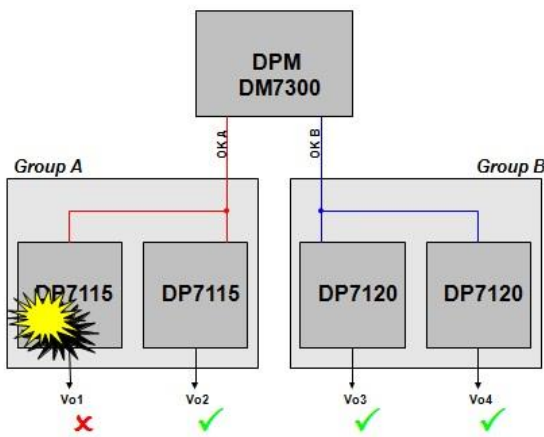 DPM
DM7300
OK A
OK B
Group A
Group B
DP7115
DP7115
DP7120
DP7120
Vo1
Vo2
Vo3
Vo4